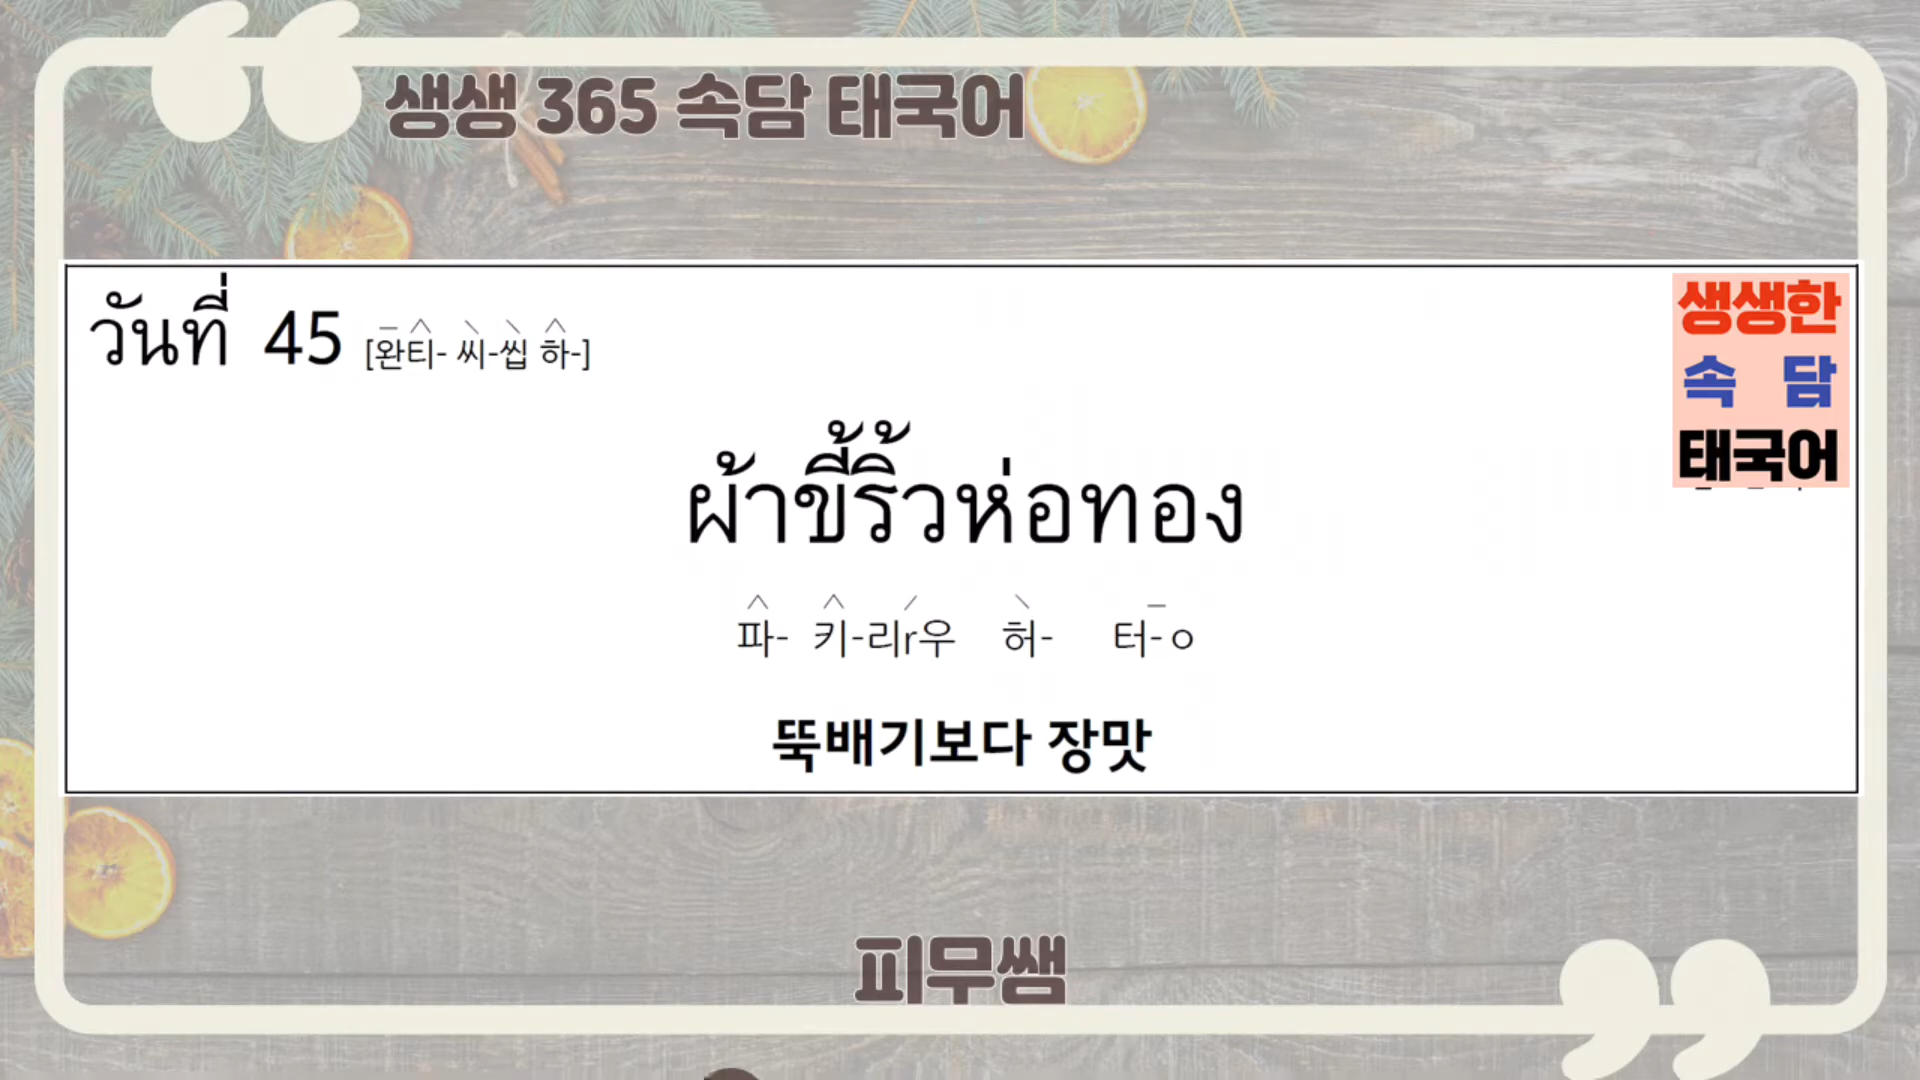 생생 365 속담 태국어
วันที่ 45 [완티- 씨-씹 하-]
생생한
속 담
태국어
ผ้าขี้ริ้วห่อทอง
파- 키-리r우 허- 터-ㅇ
뚝배기보다 장맛
피무쌤